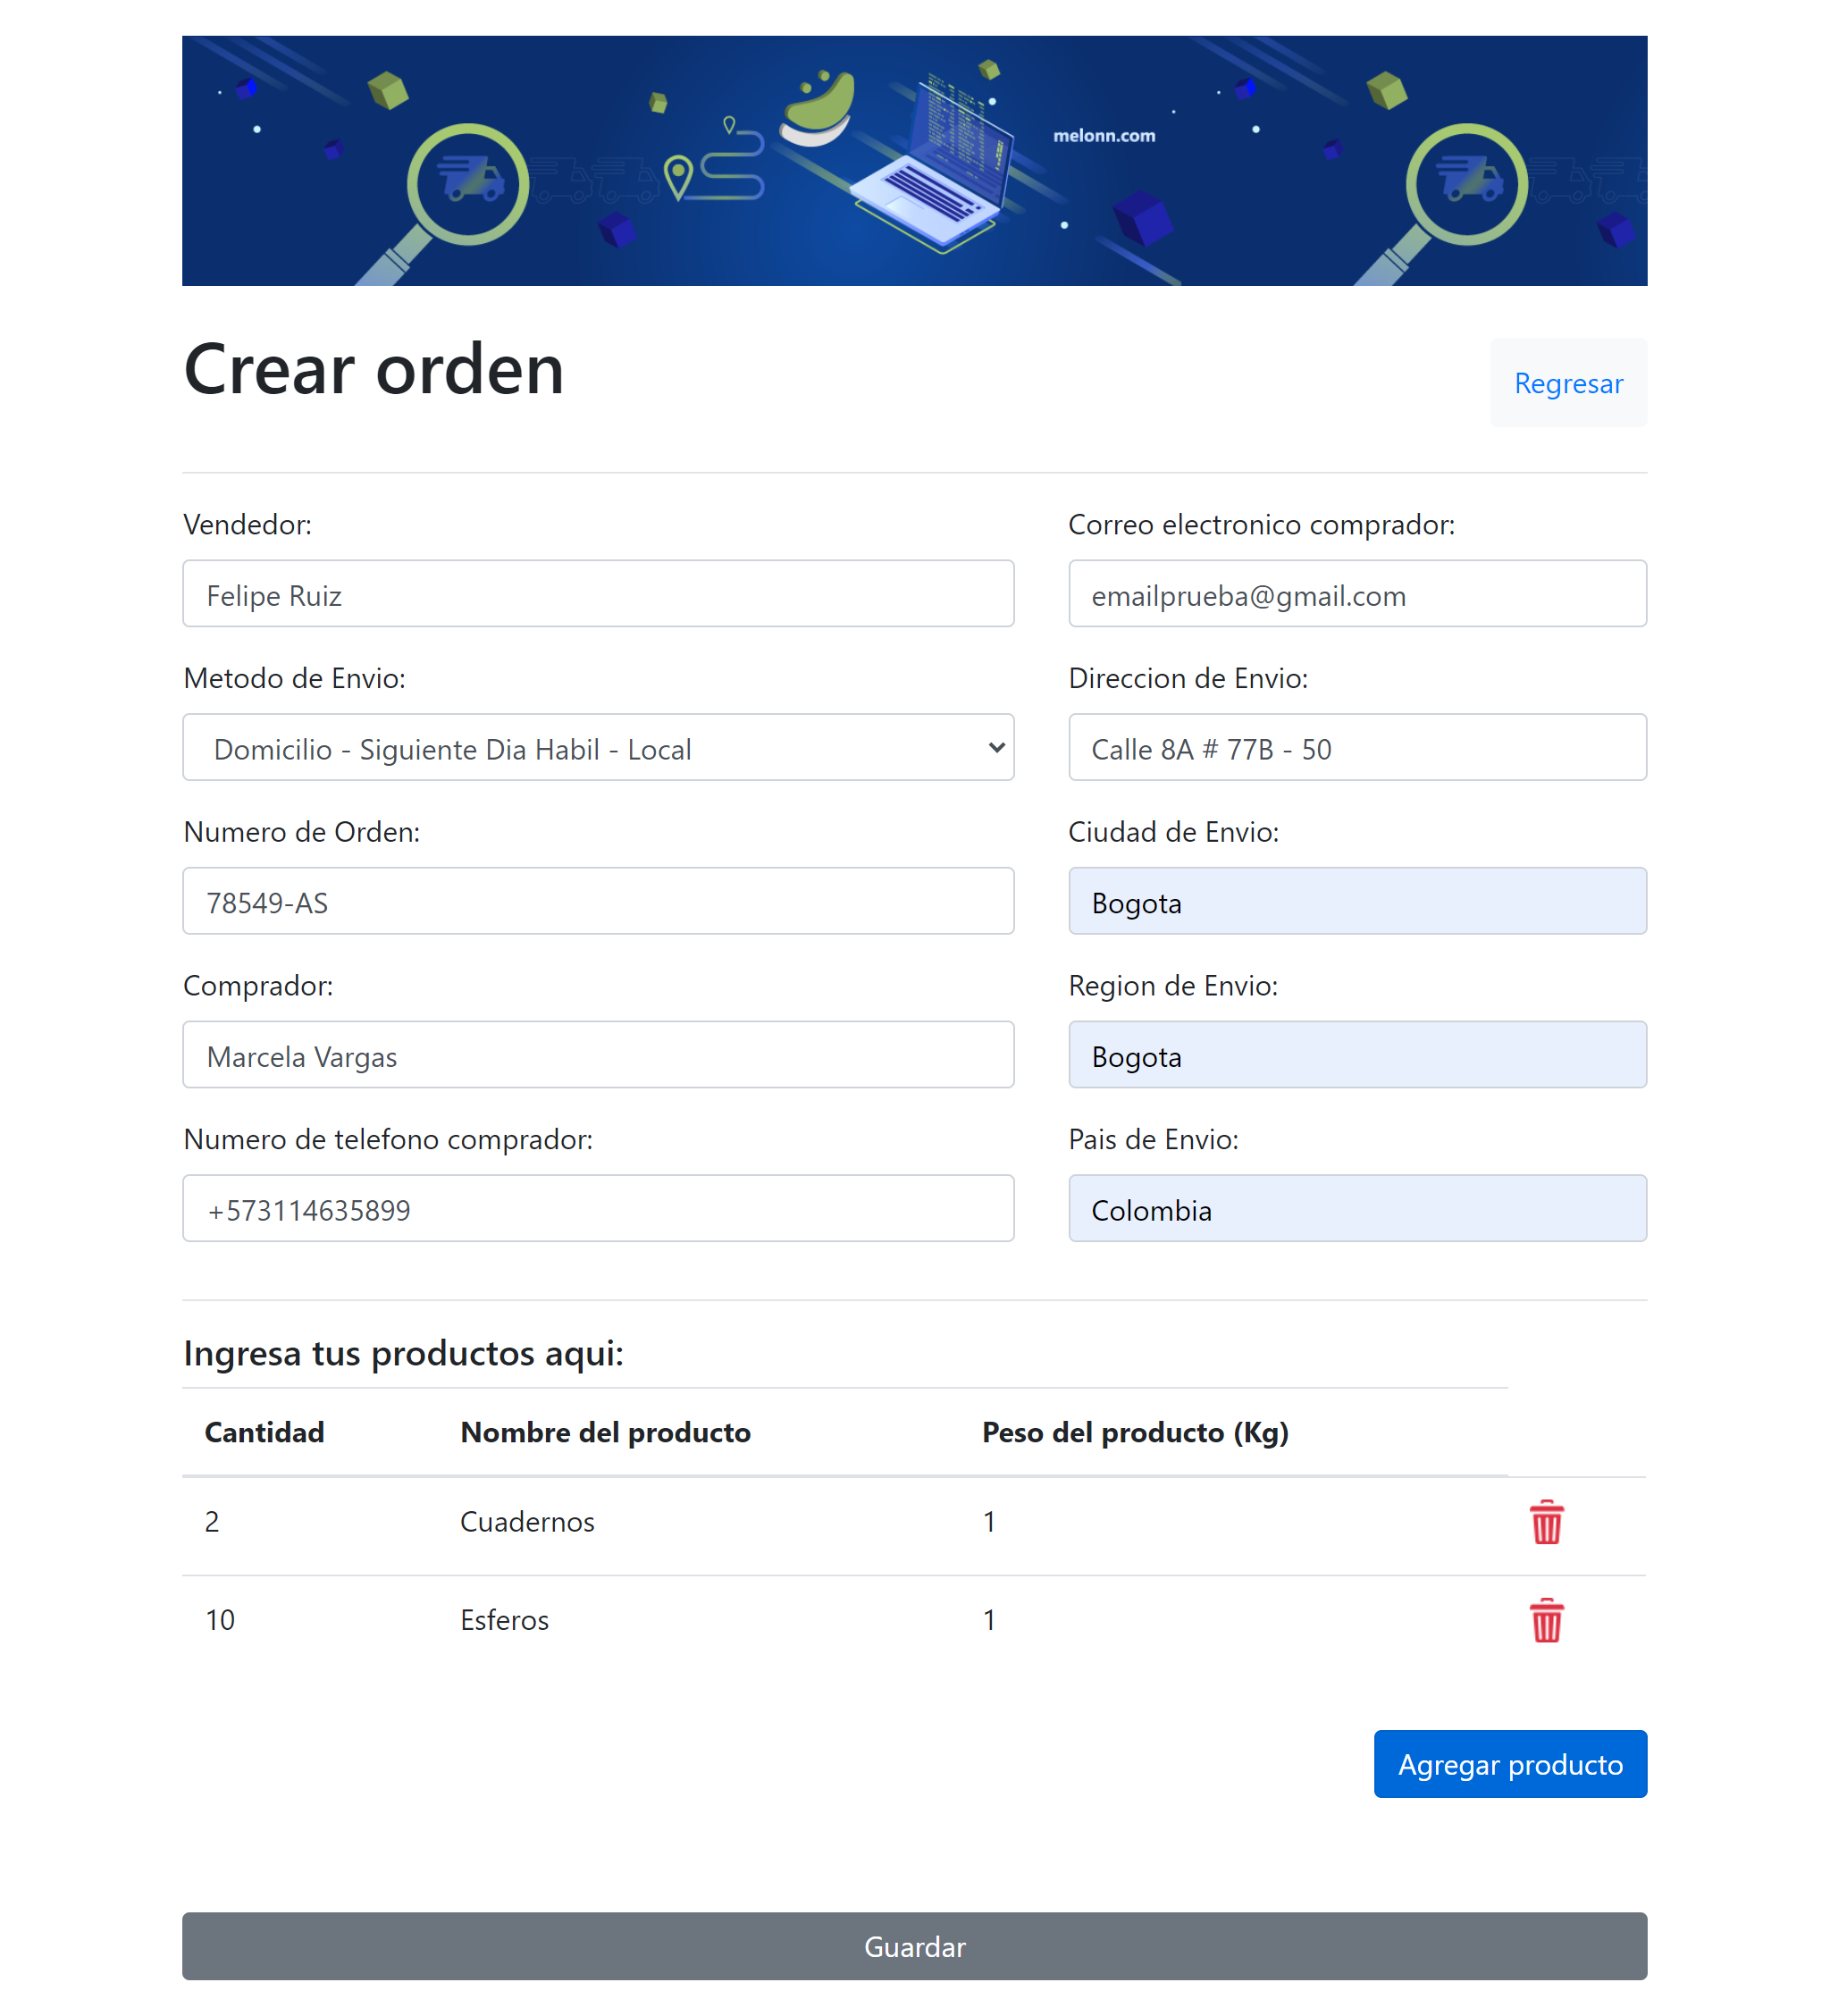 melonn.com
Crear orden
Regresar
Vendedor:
Felipe Ruiz
Correo electronico comprador:
emailprueba@gmail.com
Metodo de Envio:
Domicilio - Siguiente Dia Habil - Local
Direccion de Envio:
Calle 8A # 77B - 50
Numero de Orden:
78549-AS
Ciudad de Envio:
Bogota
Comprador:
Marcela Vargas
Region de Envio:
Bogota
Numero de telefono comprador:
+573114635899
Pais de Envio:
Colombia
Ingresa tus productos aqui:
Cantidad Nombre del producto Peso del producto (Kg)
2 Cuadernos 1
10 Esferos 1
Agregar producto
Guardar